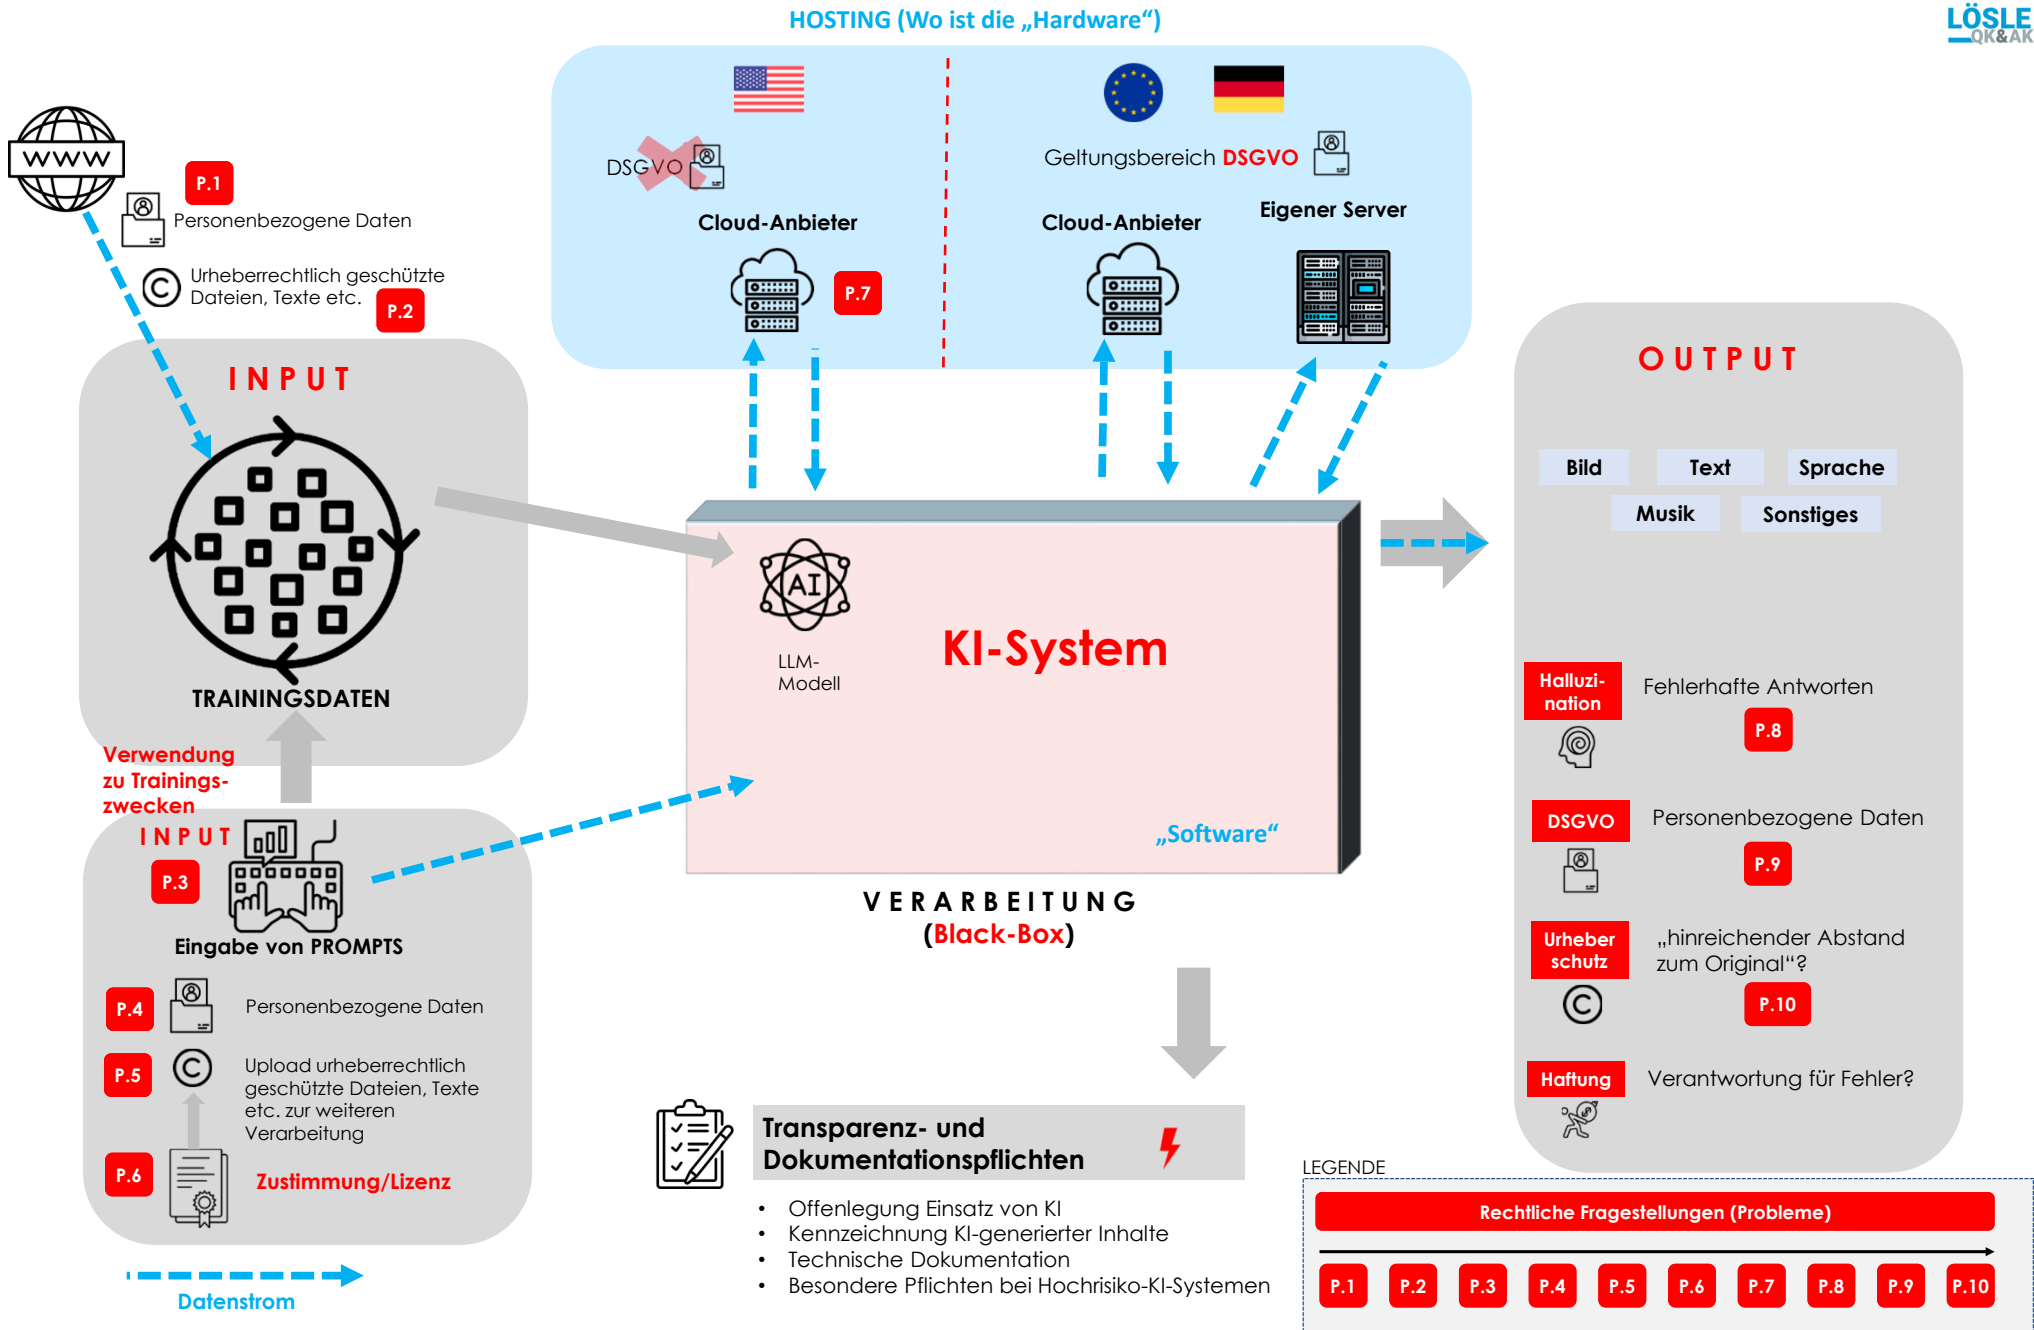 HOSTING (Wo ist die „Hardware“)
LÖSLE
QK&AK
WWW
P.1
Personenbezogene Daten
Urheberrechtlich geschützte
Dateien, Texte etc.
P.2
DSGVO
Cloud-Anbieter
P.7
Geltungsbereich DSGVO
Cloud-Anbieter
Eigener Server
INPUT
TRAININGSDATEN
Verwendung
zu Trainings-
zwecken
INPUT
P.3
Eingabe von PROMPTS
P.4
Personenbezogene Daten
P.5
Upload urheberrechtlich
geschützte Dateien, Texte
etc. zur weiteren
Verarbeitung
P.6
Zustimmung/Lizenz
Datenstrom
AI
LLM-
Modell
KI-System
„Software“
VERARBEITUNG
(Black-Box)
Transparenz- und
Dokumentationspflichten
• Offenlegung Einsatz von KI
• Kennzeichnung KI-generierter Inhalte
• Technische Dokumentation
• Besondere Pflichten bei Hochrisiko-KI-Systemen
OUTPUT
Bild
Text
Sprache
Musik
Sonstiges
Halluzi-
nation
Fehlerhafte Antworten
P.8
DSGVO
Personenbezogene Daten
P.9
Urheber
schutz
„hinreichender Abstand
zum Original“?
P.10
Haftung
Verantwortung für Fehler?
LEGENDE
Rechtliche Fragestellungen (Probleme)
P.1 P.2 P.3 P.4 P.5 P.6 P.7 P.8 P.9 P.10